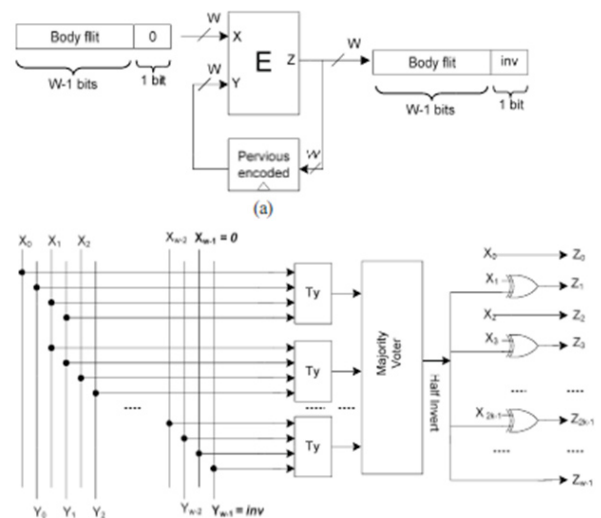 Body flit 0
W X
W-1 bits 1 bit
E
Z W
Body flit inv
W-1 bits 1 bit
W Y
W
Pervious
encoded
(a)
X0 X1 X2 Xw-2 Xw-1 = 0
Ty
Ty
Ty
Majority
Voter
Half Invert
X0 Z0
X1 Z1
X2 Z2
X3 Z3
X2k-1 Z2k-1
Zw-1
Y0 Y1 Y2 Yw-2 Yw-1 = inv